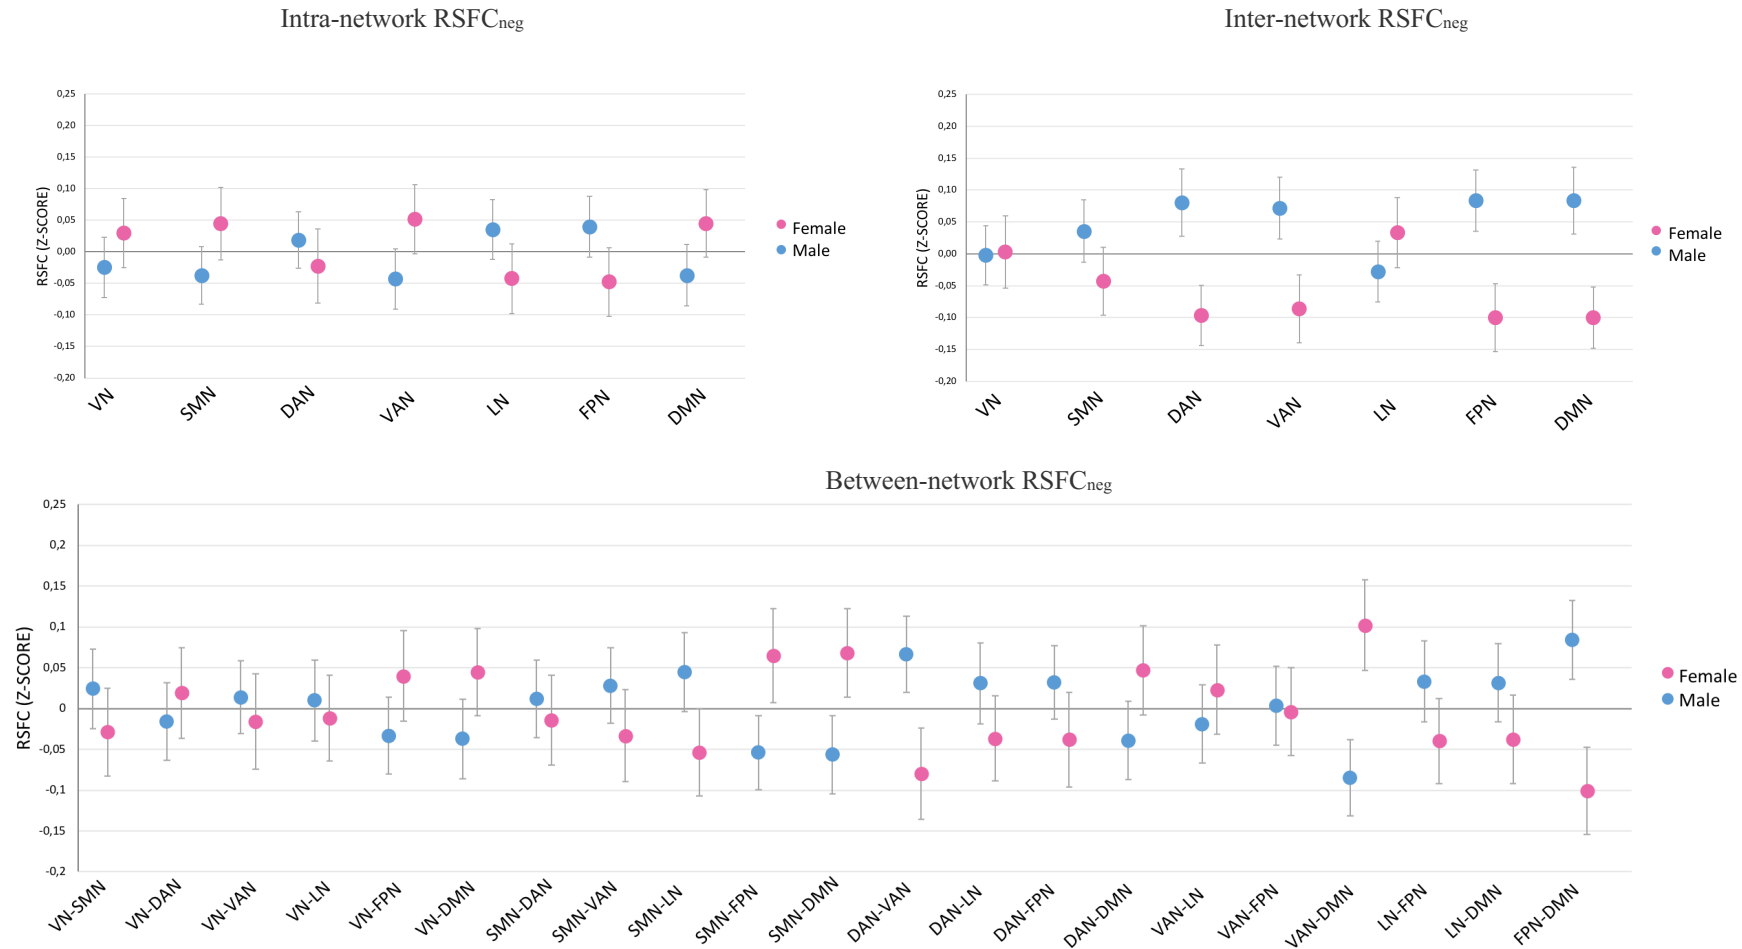 Intra-network RSFCneg
Inter-network RSFCneg
RSFC (Z-SCORE)
0,25
0,20
0,15
0,10
0,05
0,00
-0,05
-0,10
-0,15
-0,20
VN
SMN
DAN
VAN
LN
FPN
DMN
Female
Male
RSFC (Z-SCORE)
0,25
0,20
0,15
0,10
0,05
0,00
-0,05
-0,10
-0,15
-0,20
VN
SMN
DAN
VAN
LN
FPN
DMN
Female
Male
Between-network RSFCneg
RSFC (Z-SCORE)
0,25
0,2
0,15
0,1
0,05
0
-0,05
-0,1
-0,15
-0,2
VN-SMN
VN-DAN
VN-VAN
VN-LN
VN-FPN
VN-DMN
SMN-DAN
SMN-VAN
SMN-LN
SMN-FPN
SMN-DMN
DAN-VAN
DAN-LN
DAN-FPN
DAN-DMN
VAN-LN
VAN-FPN
VAN-DMN
LN-FPN
LN-DMN
FPN-DMN
Female
Male